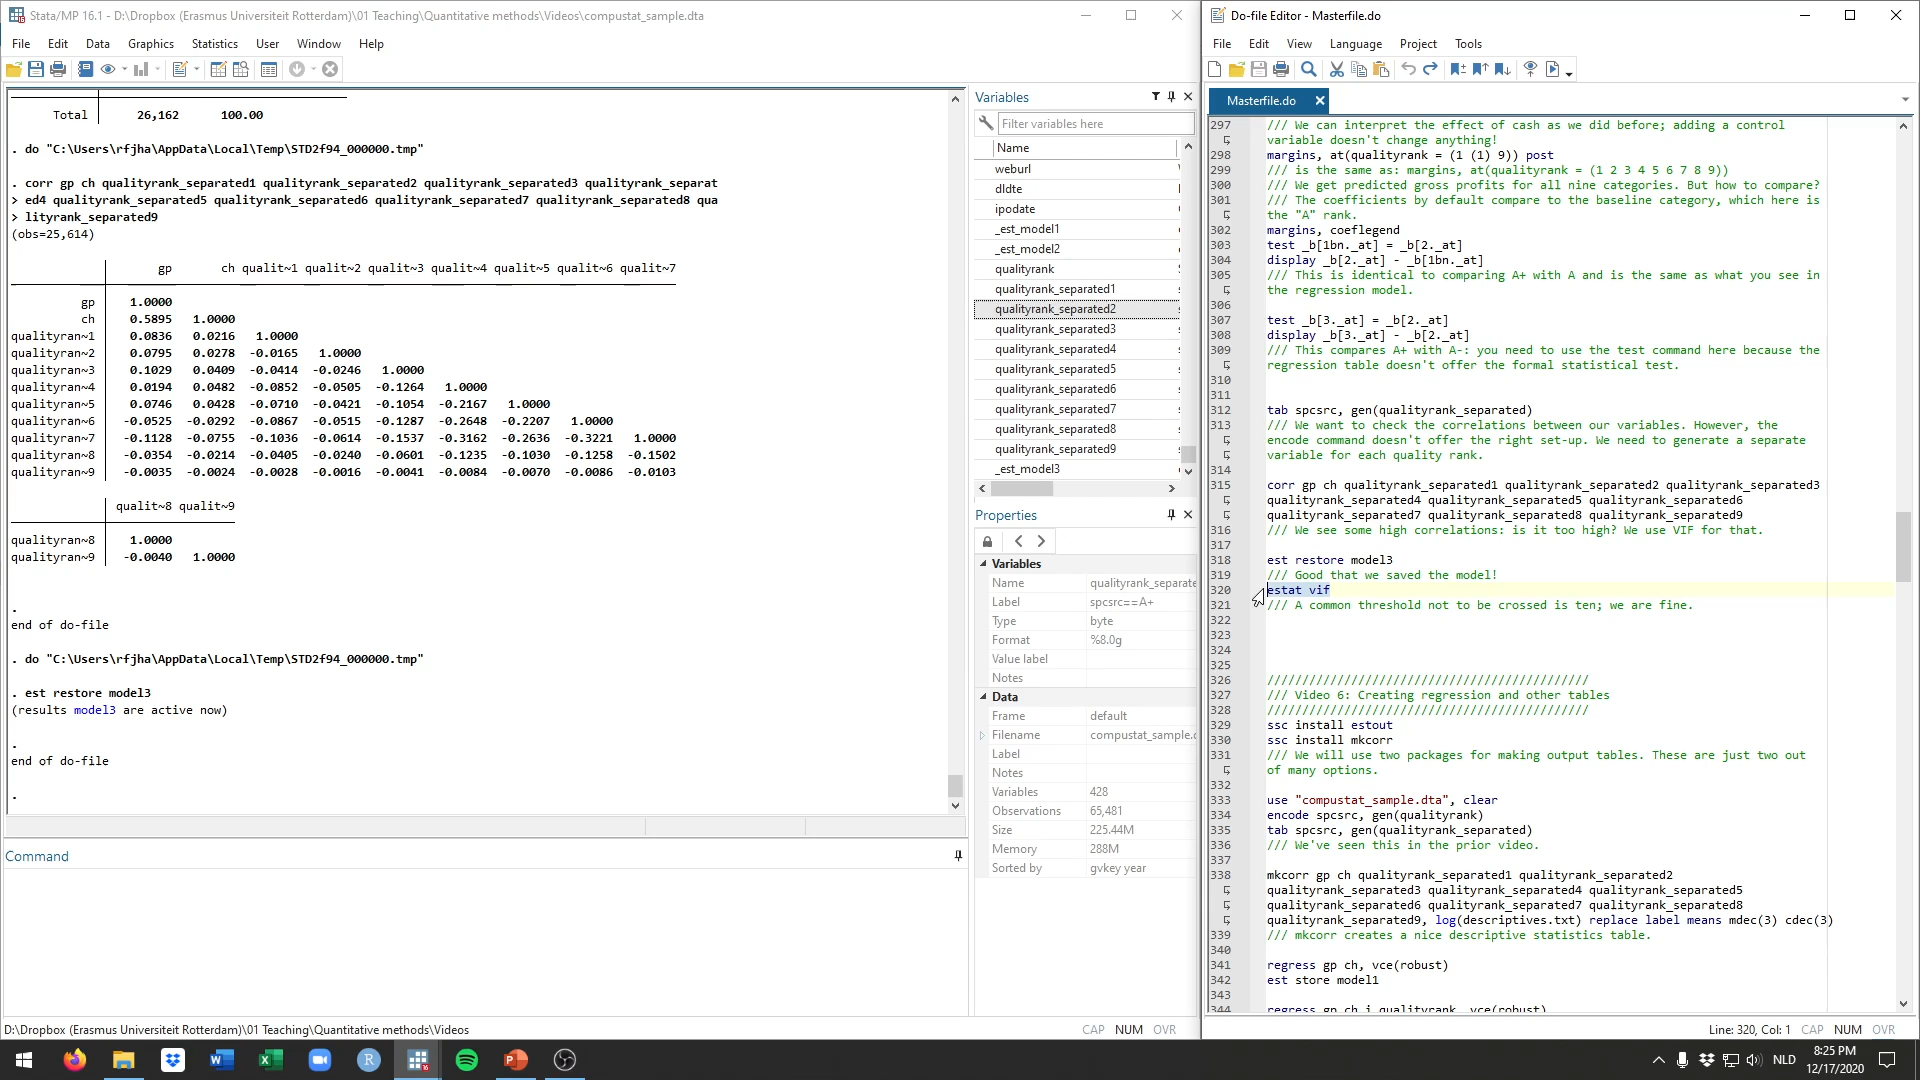 Stata/MP 16.1 - D:\Dropbox (Erasmus Universiteit Rotterdam)\01 Teaching\Quantitative methods\Videos\compustat_sample.dta
File Edit Data Graphics Statistics User Window Help
Total 26,162 100.00
. do "C:\Users\rfjha\AppData\Local\Temp\STD2f94_000000.tmp"
. corr gp ch qualityrank_separated1 qualityrank_separated2 qualityrank_separated3 qualityrank_separat
> ed4 qualityrank_separated5 qualityrank_separated6 qualityrank_separated7 qualityrank_separated8 qua
> lityrank_separated9
(obs=25,614)
gp ch qualit~1 qualit~2 qualit~3 qualit~4 qualit~5 qualit~6 qualit~7
gp 1.0000
ch 0.5895 1.0000
qualityran~1 0.0836 0.0216 1.0000
qualityran~2 0.0795 0.0278 -0.0165 1.0000
qualityran~3 0.1029 0.0409 -0.0414 -0.0246 1.0000
qualityran~4 0.0194 0.0482 -0.0852 -0.0505 -0.1264 1.0000
qualityran~5 0.0746 0.0428 -0.0710 -0.0421 -0.1054 -0.2167 1.0000
qualityran~6 -0.0525 -0.0292 -0.0867 -0.0515 -0.1287 -0.2648 -0.2207 1.0000
qualityran~7 -0.1128 -0.0755 -0.1036 -0.0614 -0.1537 -0.3162 -0.2636 -0.3221 1.0000
qualityran~8 -0.0354 -0.0214 -0.0405 -0.0240 -0.0601 -0.1235 -0.1030 -0.1258 -0.1502
qualityran~9 -0.0035 -0.0024 -0.0028 -0.0016 -0.0041 -0.0084 -0.0070 -0.0086 -0.0103
qualit~8 qualit~9
qualityran~8 1.0000
qualityran~9 -0.0040 1.0000
.
end of do-file
. do "C:\Users\rfjha\AppData\Local\Temp\STD2f94_000000.tmp"
. est restore model3
(results model3 are active now)
.
end of do-file
.
Command
D:\Dropbox (Erasmus Universiteit Rotterdam)\01 Teaching\Quantitative methods\Videos
CAP NUM OVR
Variables
Filter variables here
Name
weburl
dldte
ipodate
_est_model1
_est_model2
qualityrank
qualityrank_separated1
qualityrank_separated2
qualityrank_separated3
qualityrank_separated4
qualityrank_separated5
qualityrank_separated6
qualityrank_separated7
qualityrank_separated8
qualityrank_separated9
_est_model3
Properties
Variables
Name qualityrank_separate
Label spcsrc==A+
Type byte
Format %8.0g
Value label
Notes
Data
Frame default
Filename compustat_sample.
Label
Notes
Variables 428
Observations 65,481
Size 225.44M
Memory 288M
Sorted by gvkey year
Do-file Editor - Masterfile.do
File Edit View Language Project Tools
Masterfile.do
297 /// We can interpret the effect of cash as we did before; adding a control
variable doesn't change anything!
298 margins, at(qualityrank = (1 (1) 9)) post
299 /// is the same as: margins, at(qualityrank = (1 2 3 4 5 6 7 8 9))
300 /// We get predicted gross profits for all nine categories. But how to compare?
301 /// The coefficients by default compare to the baseline category, which here is
the "A" rank.
302 margins, coeflegend
303 test _b[1bn._at] = _b[2._at]
304 display _b[2._at] - _b[1bn._at]
305 /// This is identical to comparing A+ with A and is the same as what you see in
the regression model.
306
307 test _b[3._at] = _b[2._at]
308 display _b[3._at] - _b[2._at]
309 /// This compares A+ with A-: you need to use the test command here because the
regression table doesn't offer the formal statistical test.
310
311
312 tab spcsrc, gen(qualityrank_separated)
313 /// We want to check the correlations between our variables. However, the
encode command doesn't offer the right set-up. We need to generate a separate
variable for each quality rank.
314
315 corr gp ch qualityrank_separated1 qualityrank_separated2 qualityrank_separated3
qualityrank_separated4 qualityrank_separated5 qualityrank_separated6
qualityrank_separated7 qualityrank_separated8 qualityrank_separated9
316 /// We see some high correlations: is it too high? We use VIF for that.
317
318 est restore model3
319 /// Good that we saved the model!
320 estat vif
321 /// A common threshold not to be crossed is ten; we are fine.
322
323
324
325
326 //////////////////////////////////////////////
327 /// Video 6: Creating regression and other tables
328 //////////////////////////////////////////////
329 ssc install estout
330 ssc install mkcorr
331 /// We will use two packages for making output tables. These are just two out
of many options.
332
333 use "compustat_sample.dta", clear
334 encode spcsrc, gen(qualityrank)
335 tab spcsrc, gen(qualityrank_separated)
336 /// We've seen this in the prior video.
337
338 mkcorr gp ch qualityrank_separated1 qualityrank_separated2
qualityrank_separated3 qualityrank_separated4 qualityrank_separated5
qualityrank_separated6 qualityrank_separated7 qualityrank_separated8
qualityrank_separated9, log(descriptives.txt) replace label means mdec(3) cdec(3)
339 /// mkcorr creates a nice descriptive statistics table.
340
341 regress gp ch, vce(robust)
342 est store model1
343
344 regress gp ch i.qualityrank, vce(robust)
Line: 320, Col: 1 CAP NUM OVR
NLD
8:25 PM
12/17/2020